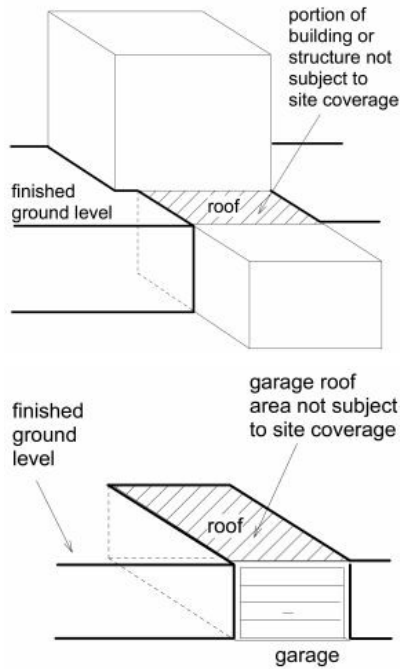 portion of
building or
structure not
subject to
site coverage
finished
ground level
roof
garage roof
area not subject
to site coverage
finished
ground
level
roof
garage